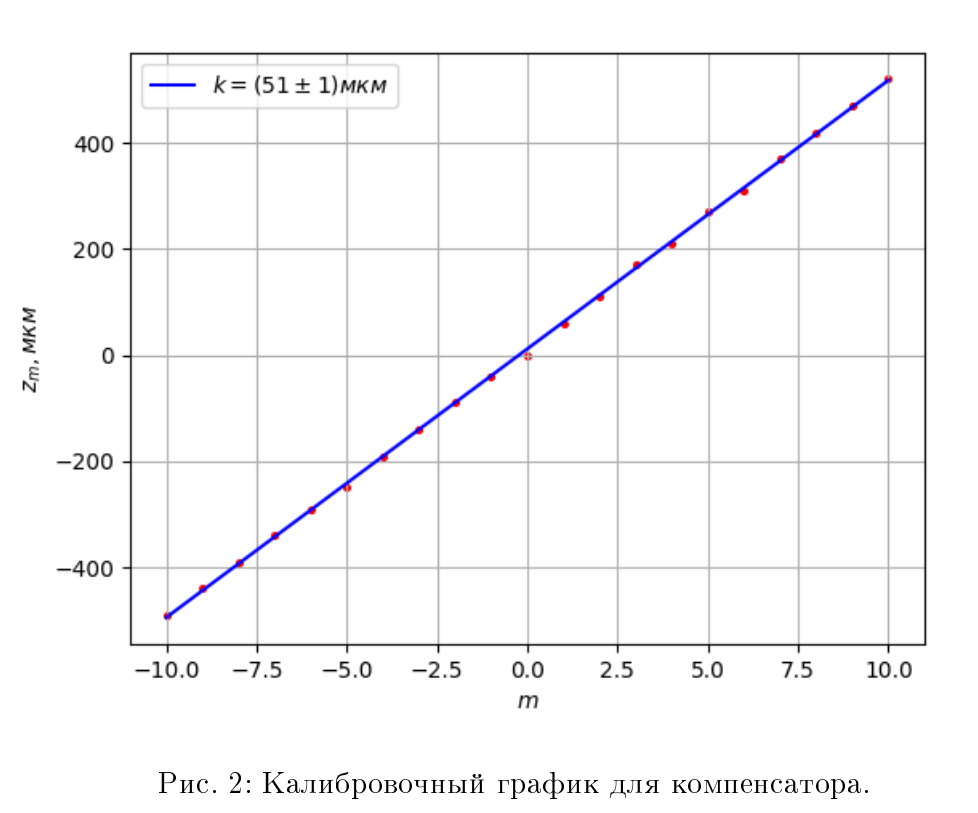 k = (51 ± 1)мкм
400
200
0
−200
−400
z_m, мкм
−10.0 −7.5 −5.0 −2.5 0.0 2.5 5.0 7.5 10.0
m
Рис. 2: Калибровочный график для компенсатора.